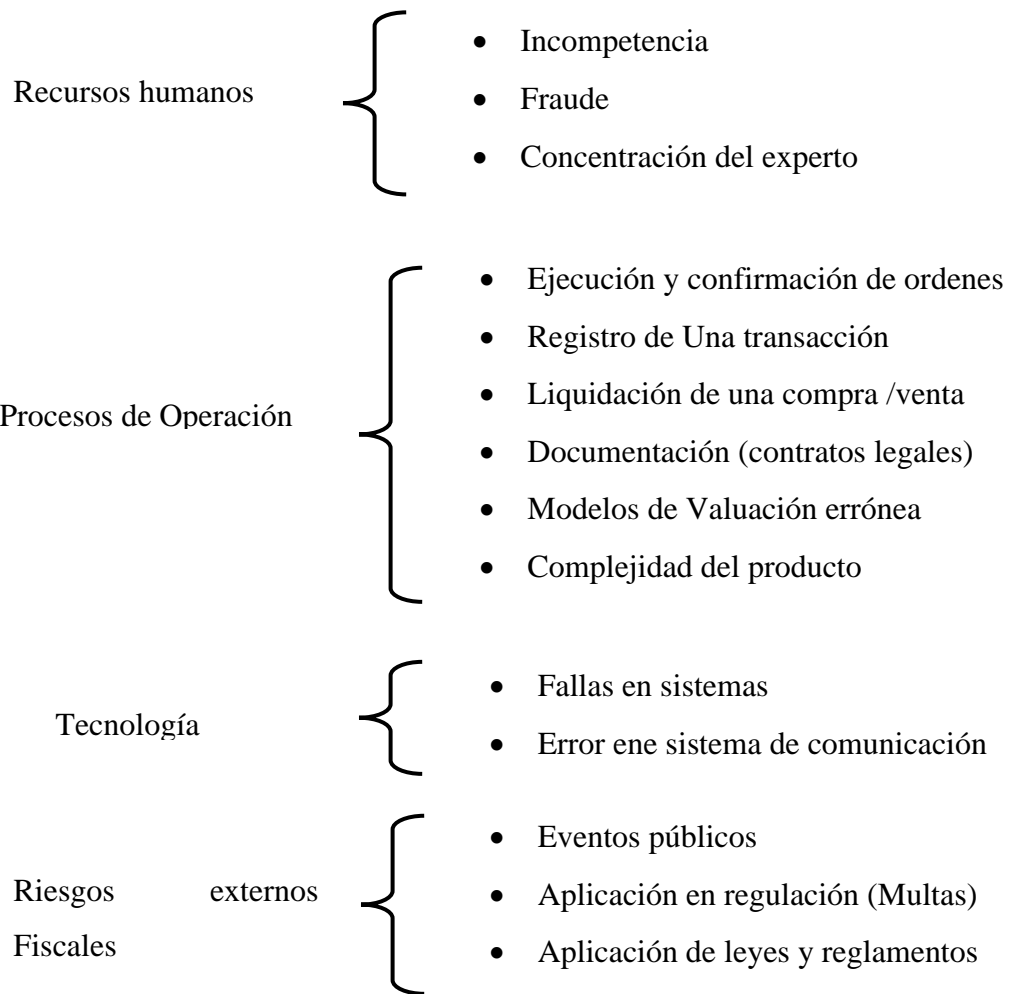 Recursos humanos
• Incompetencia
• Fraude
• Concentración del experto
Procesos de Operación
• Ejecución y confirmación de ordenes
• Registro de Una transacción
• Liquidación de una compra /venta
• Documentación (contratos legales)
• Modelos de Valuación errónea
• Complejidad del producto
Tecnología
• Fallas en sistemas
• Error ene sistema de comunicación
Riesgos externos
Fiscales
• Eventos públicos
• Aplicación en regulación (Multas)
• Aplicación de leyes y reglamentos